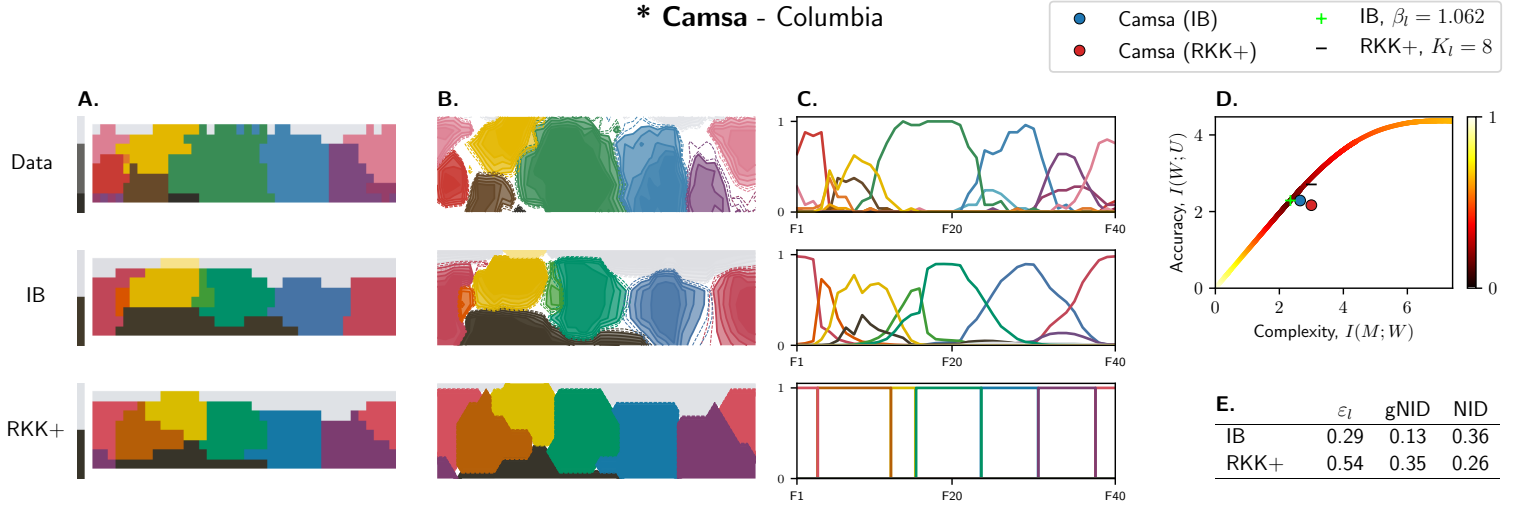 * Camsa - Columbia
Camsa (IB)
Camsa (RKK+)
IB, β_l = 1.062
RKK+, K_l = 8
A.
B.
C.
D.
Data
IB
RKK+
1
0
F1
F20
F40
1
0
F1
F20
F40
1
0
F1
F20
F40
Accuracy, I(W;U)
4
2
0
0
2
4
6
Complexity, I(M;W)
1
0
E.
ε_l gNID NID
IB 0.29 0.13 0.36
RKK+ 0.54 0.35 0.26